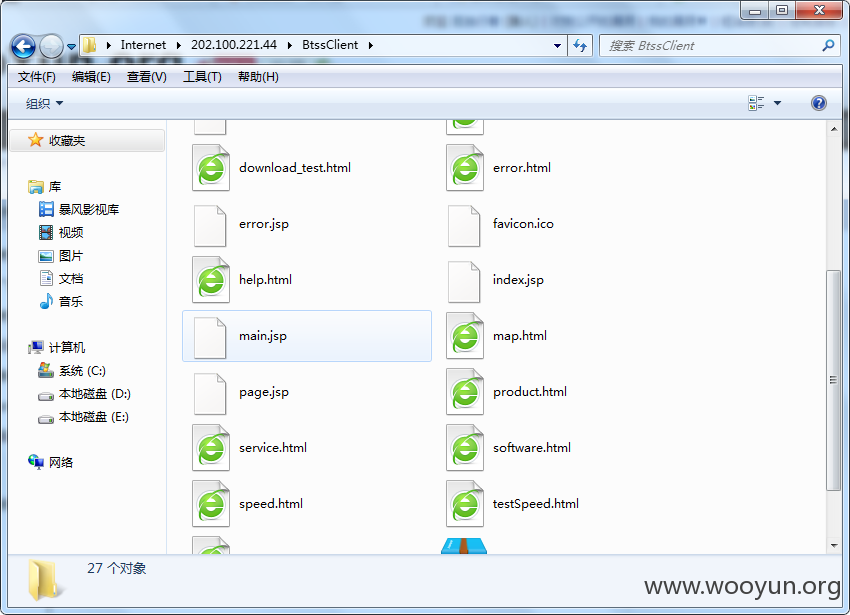 Internet 202.100.221.44 BtssClient 搜索 BtssClient
文件(F) 编辑(E) 查看(V) 工具(T) 帮助(H)
组织
收藏夹
库
暴风影视库
视频
图片
文档
音乐
计算机
系统 (C:)
本地磁盘 (D:)
本地磁盘 (E:)
网络
download_test.html error.html
error.jsp favicon.ico
help.html index.jsp
main.jsp map.html
page.jsp product.html
service.html software.html
speed.html testSpeed.html
27 个对象
www.wooyun.org